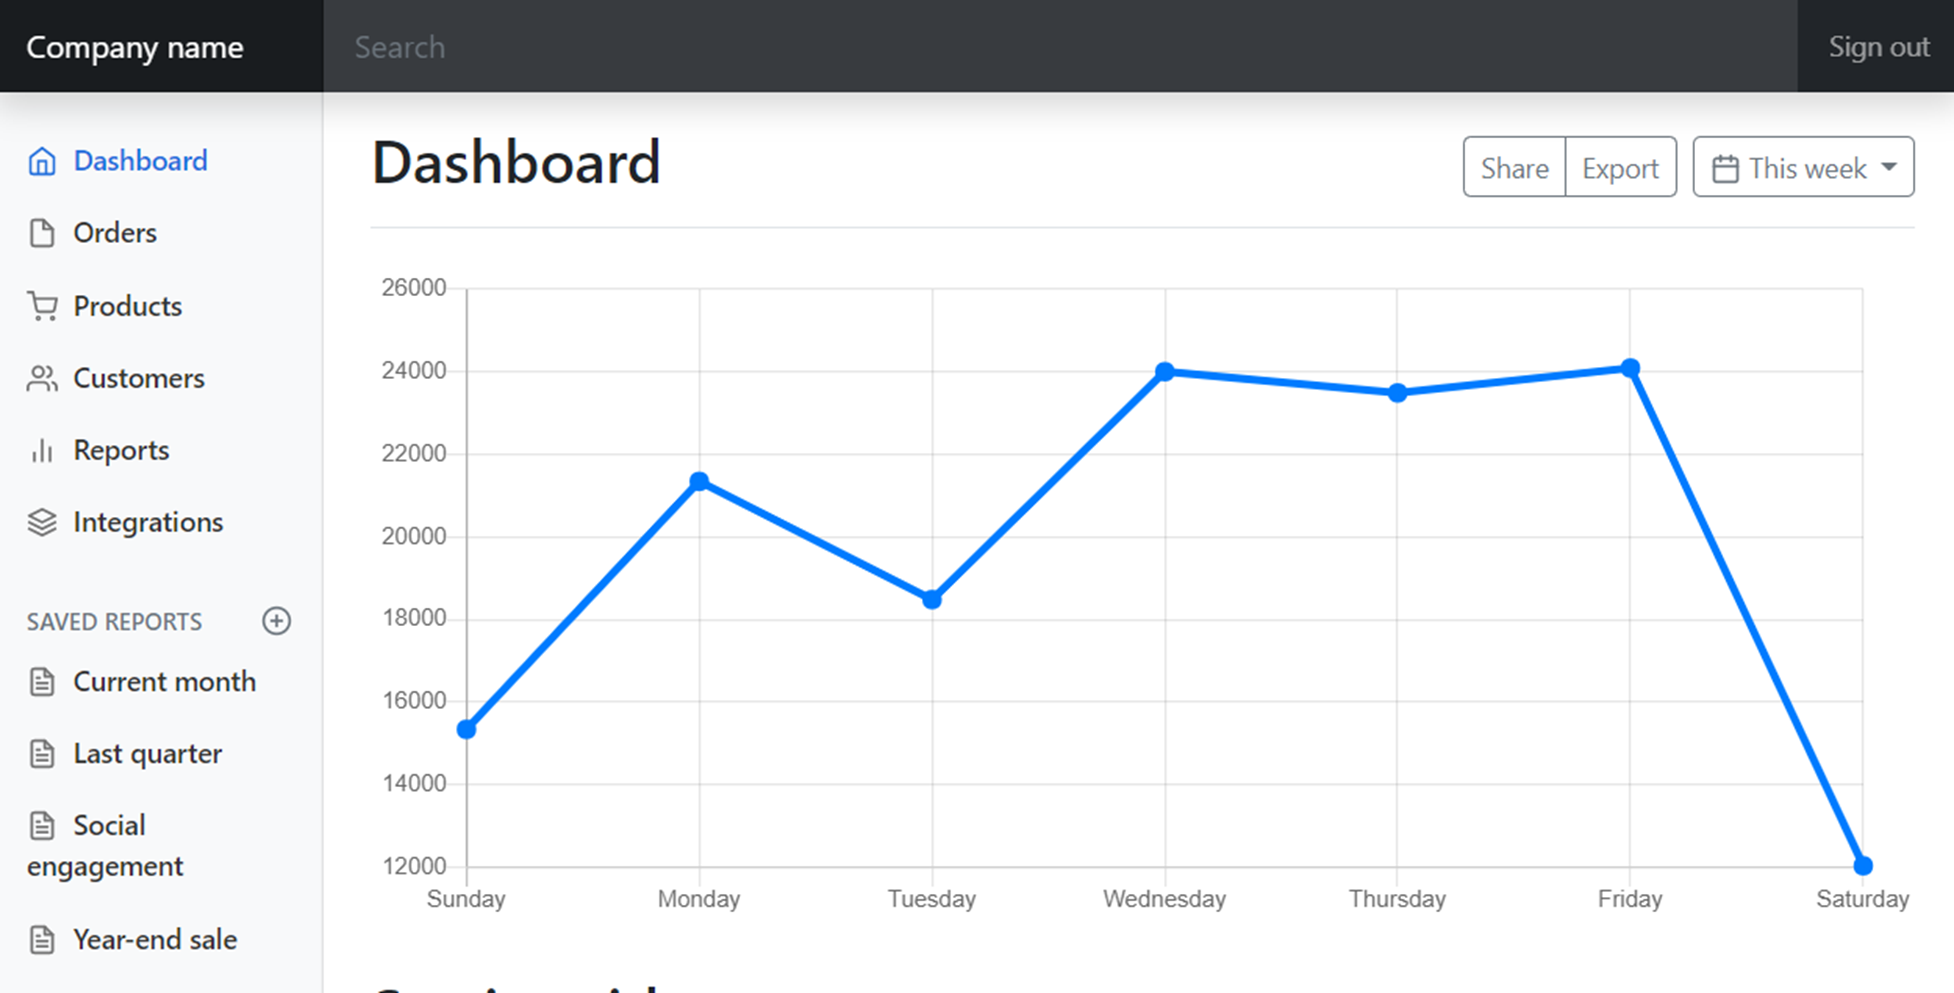 Company name
Search
Sign out
Dashboard
Orders
Products
Customers
Reports
Integrations
SAVED REPORTS
Current month
Last quarter
Social
engagement
Year-end sale
Dashboard
Share
Export
This week
26000
24000
22000
20000
18000
16000
14000
12000
Sunday
Monday
Tuesday
Wednesday
Thursday
Friday
Saturday